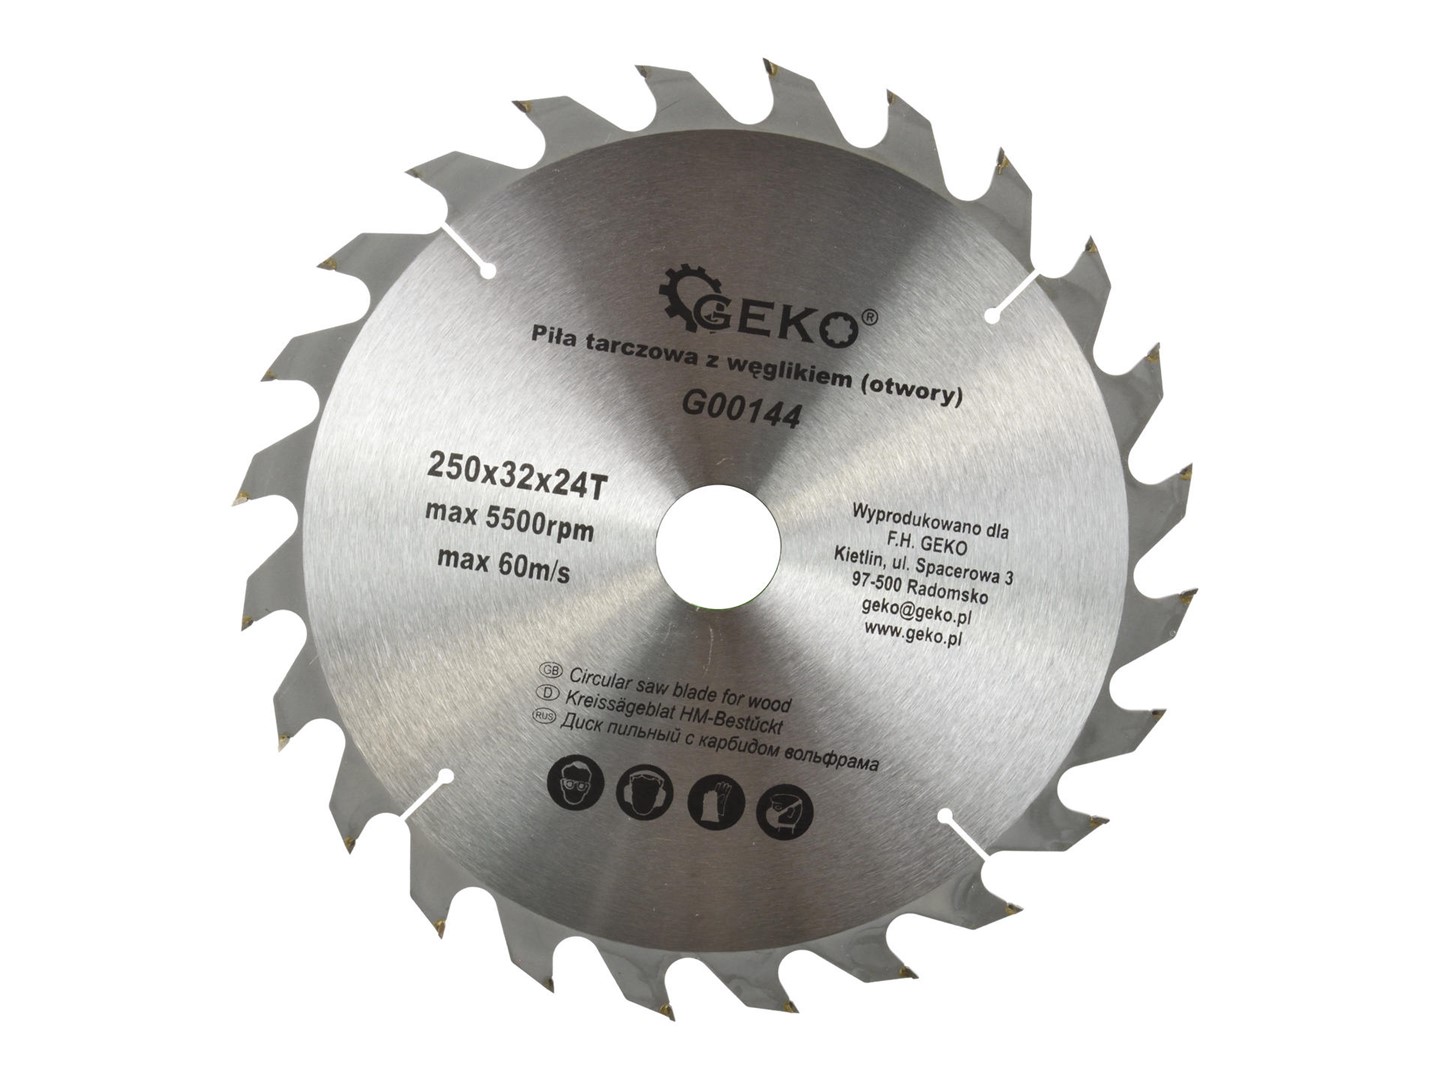 GEKO®
Piła tarczowa z węglikiem (otwory)
G00144
250x32x24T
max 5500rpm
max 60m/s
Wyprodukowano dla
F.H. GEKO
Kietlin, ul. Spacerowa 3
97-500 Radomsko
geko@geko.pl
www.geko.pl
GB Circular saw blade for wood
D Kreissägeblat HM-Bestűckt
RUS Диск пильный с карбидом вольфрама